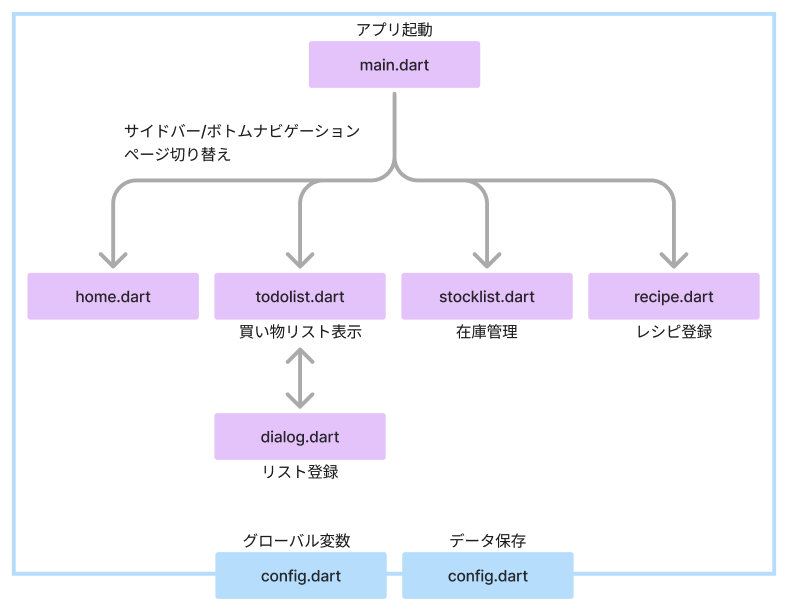 アプリ起動
main.dart
サイドバー/ボトムナビゲーション
ページ切り替え
home.dart
todolist.dart
stocklist.dart
recipe.dart
買い物リスト表示
在庫管理
レシピ登録
dialog.dart
リスト登録
グローバル変数
データ保存
config.dart
config.dart